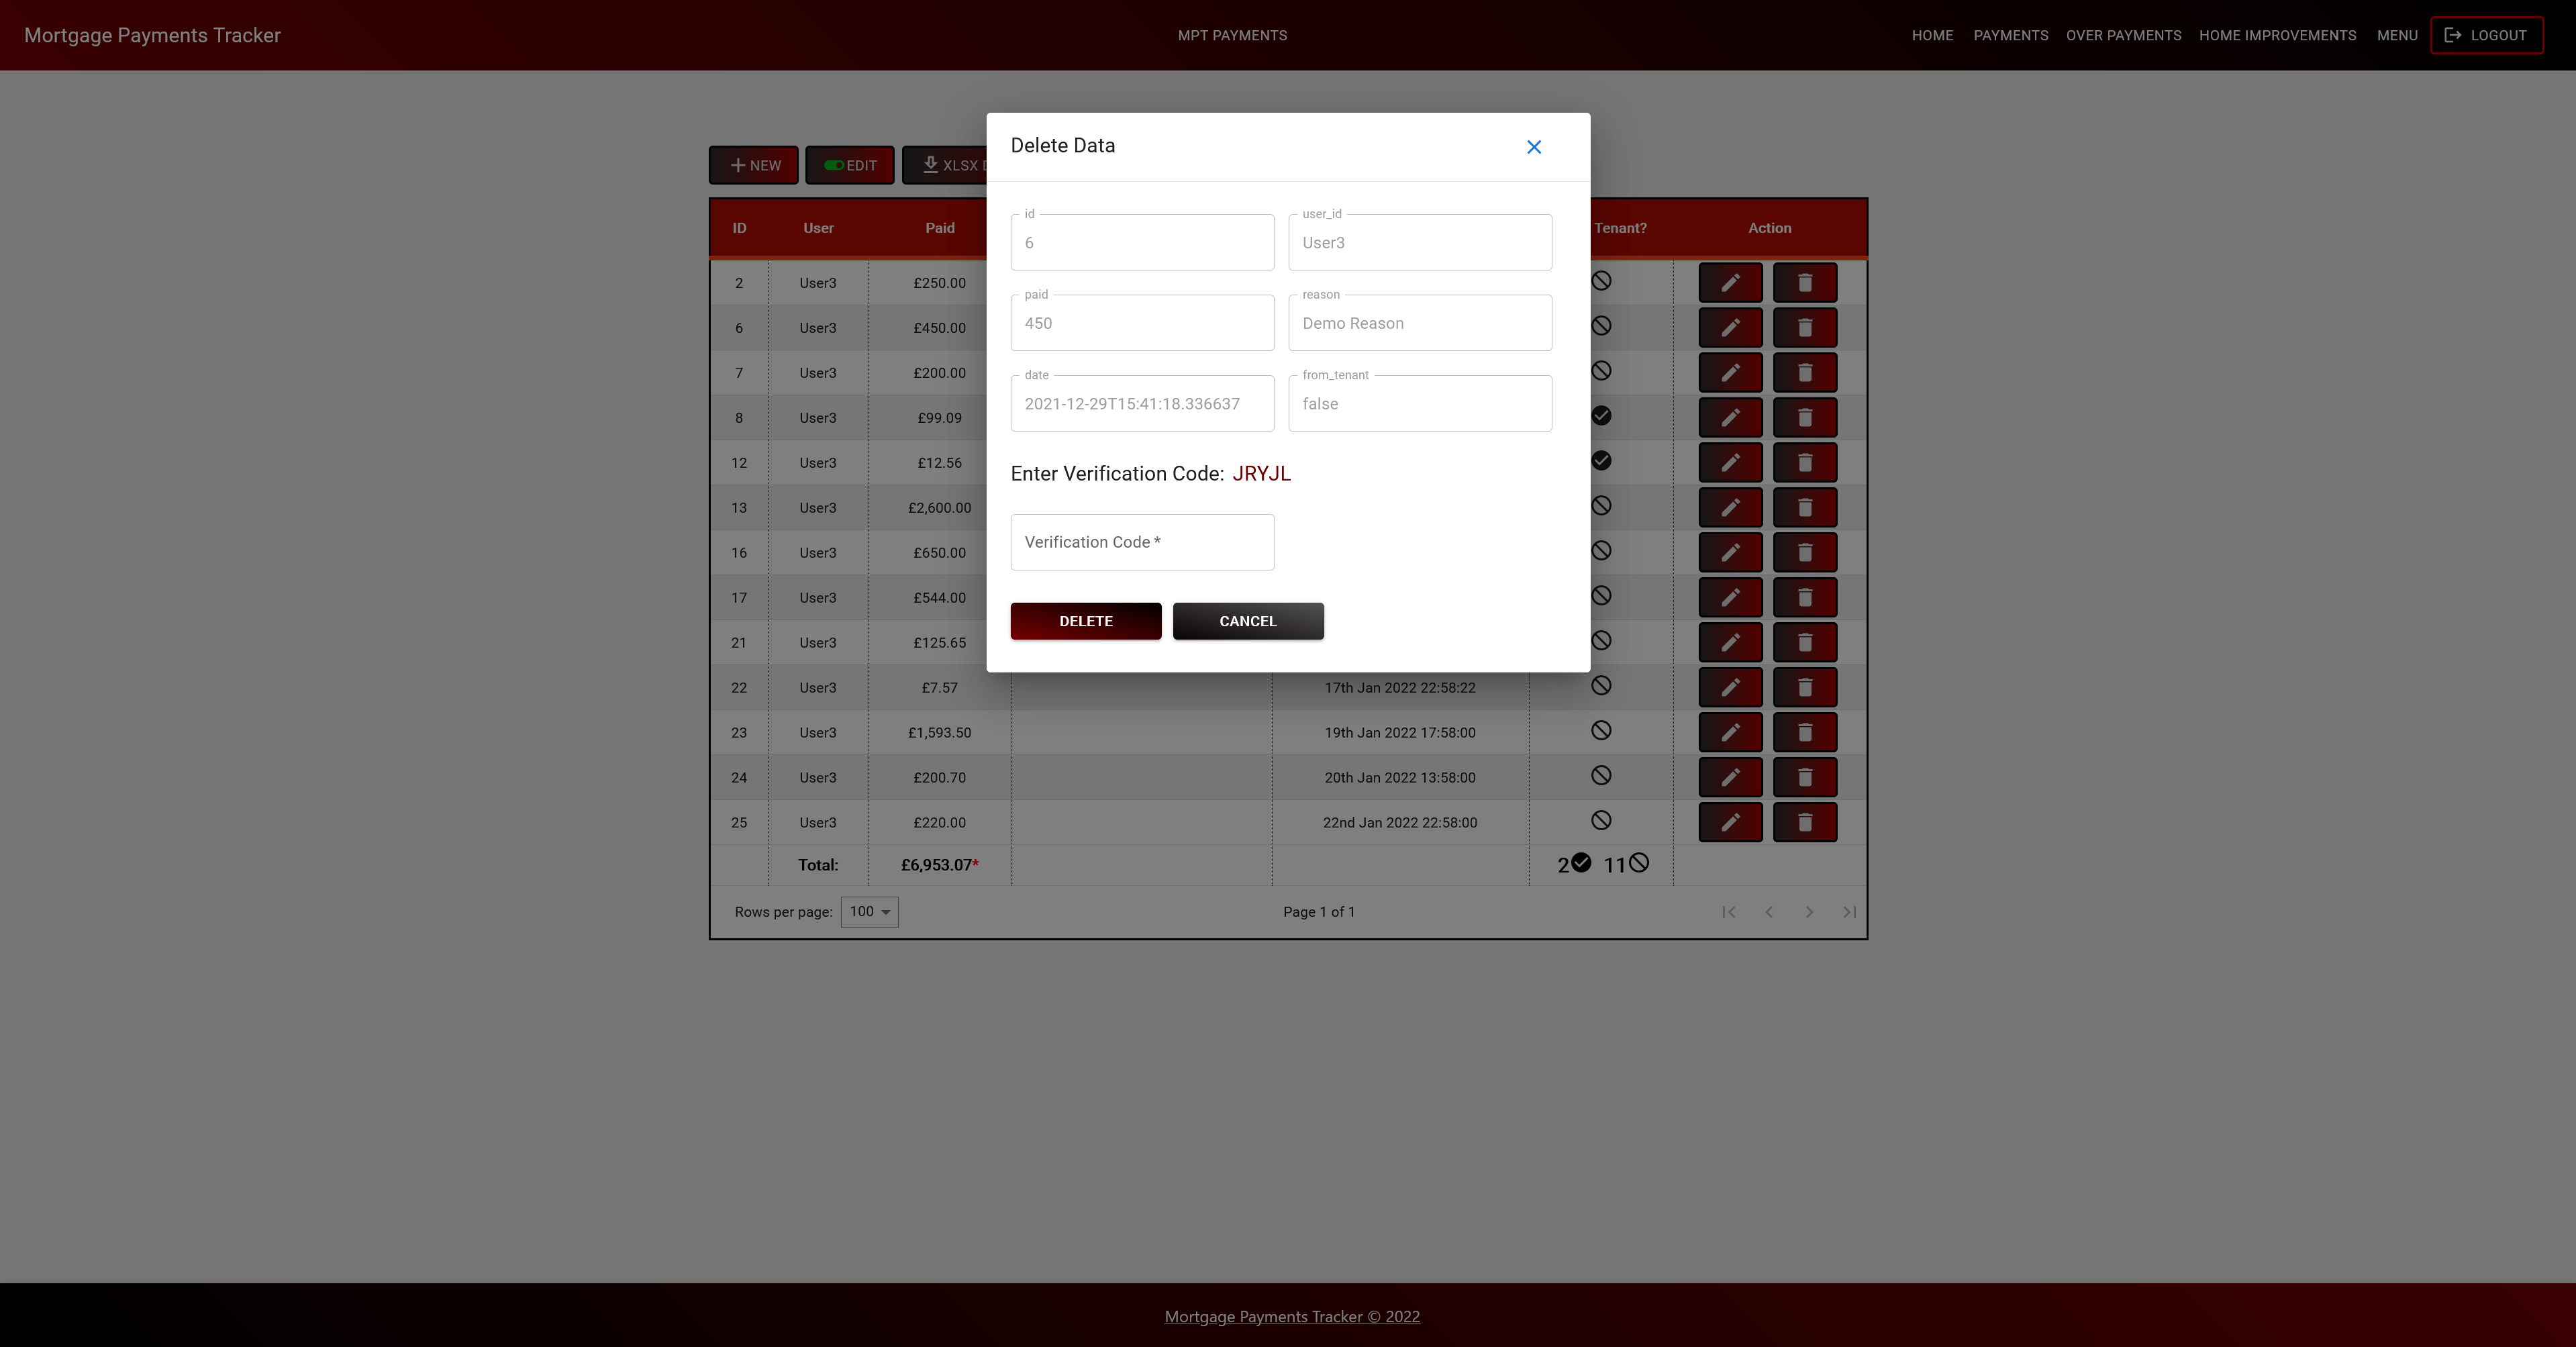 Mortgage Payments Tracker MPT PAYMENTS HOME PAYMENTS OVER PAYMENTS HOME IMPROVEMENTS MENU LOGOUT
Delete Data
NEW EDIT XLSX
ID User Paid Tenant? Action
id user_id
6 User3
paid reason
450 Demo Reason
date from_tenant
2021-12-29T15:41:18.336637 false
Enter Verification Code: JRYJL
Verification Code *
DELETE CANCEL
2 User3 £250.00
6 User3 £450.00
7 User3 £200.00
8 User3 £99.09
12 User3 £12.56
13 User3 £2,600.00
16 User3 £650.00
17 User3 £544.00
21 User3 £125.65
22 User3 £7.57 17th Jan 2022 22:58:22
23 User3 £1,593.50 19th Jan 2022 17:58:00
24 User3 £200.70 20th Jan 2022 13:58:00
25 User3 £220.00 22nd Jan 2022 22:58:00
Total: £6,953.07* 2 11
Rows per page: 100 Page 1 of 1
Mortgage Payments Tracker © 2022